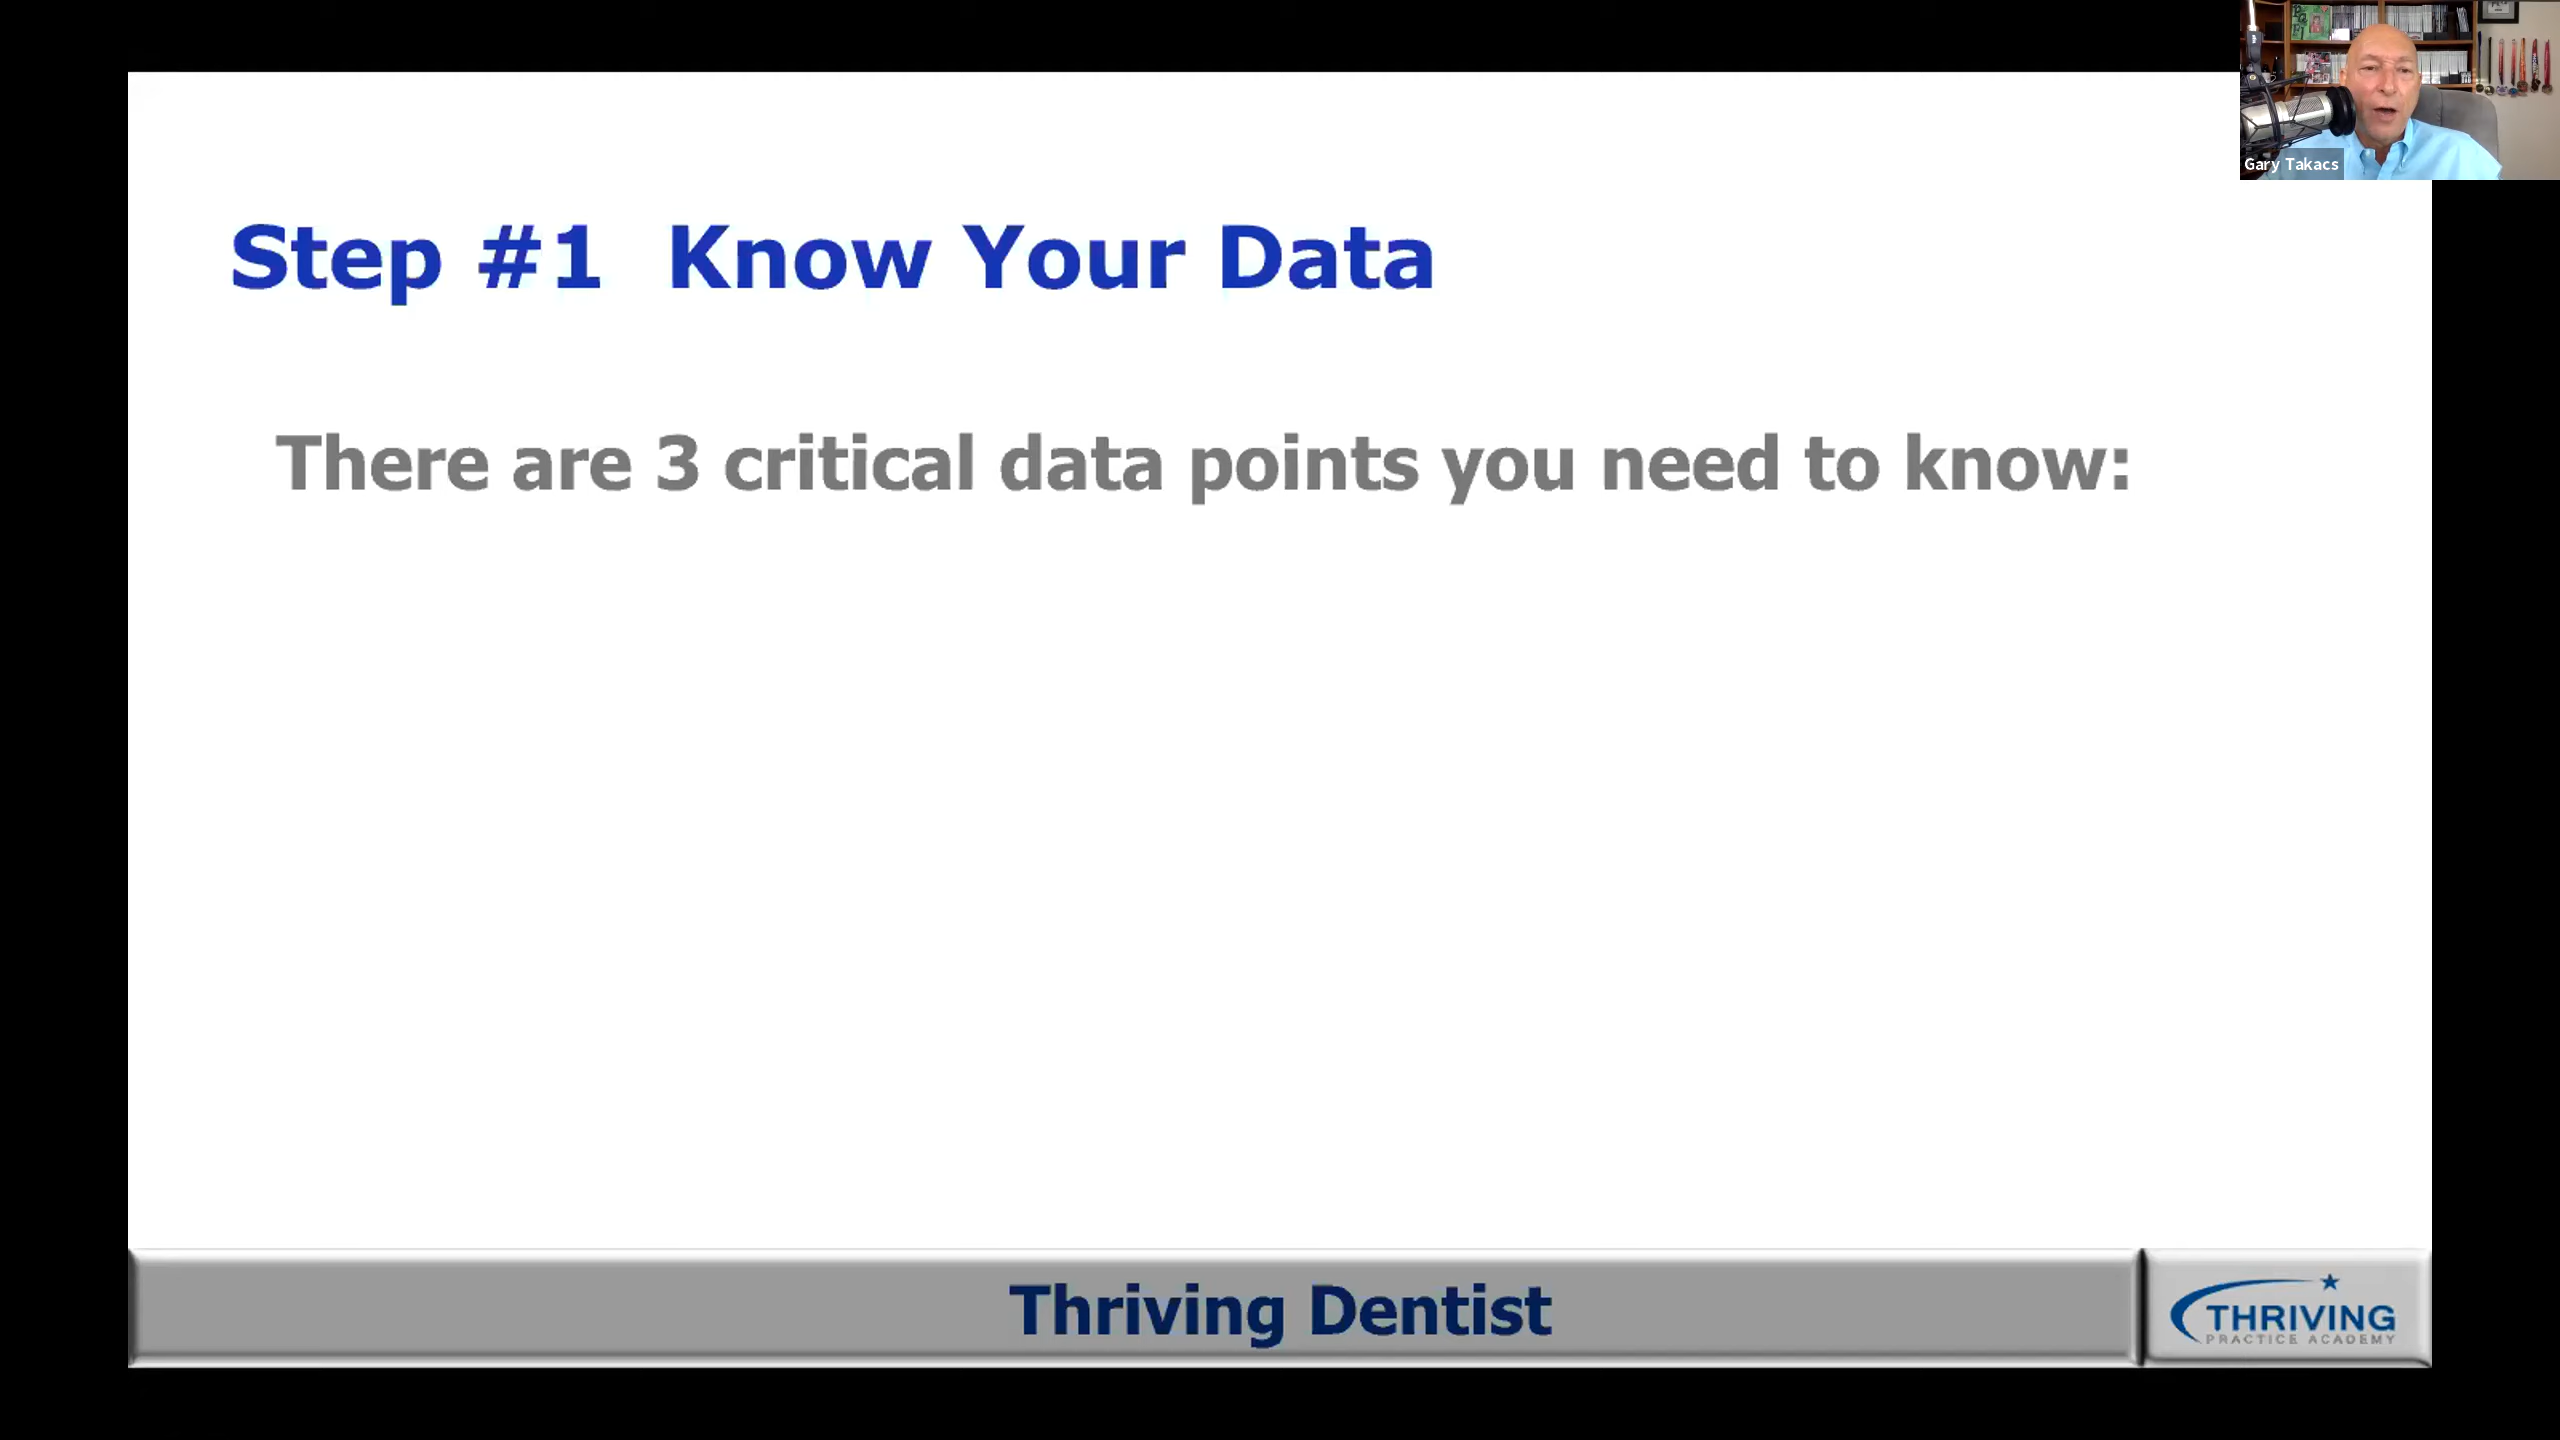 Gary Takacs
Step #1 Know Your Data
There are 3 critical data points you need to know:
Thriving Dentist
THRIVING
PRACTICE ACADEMY